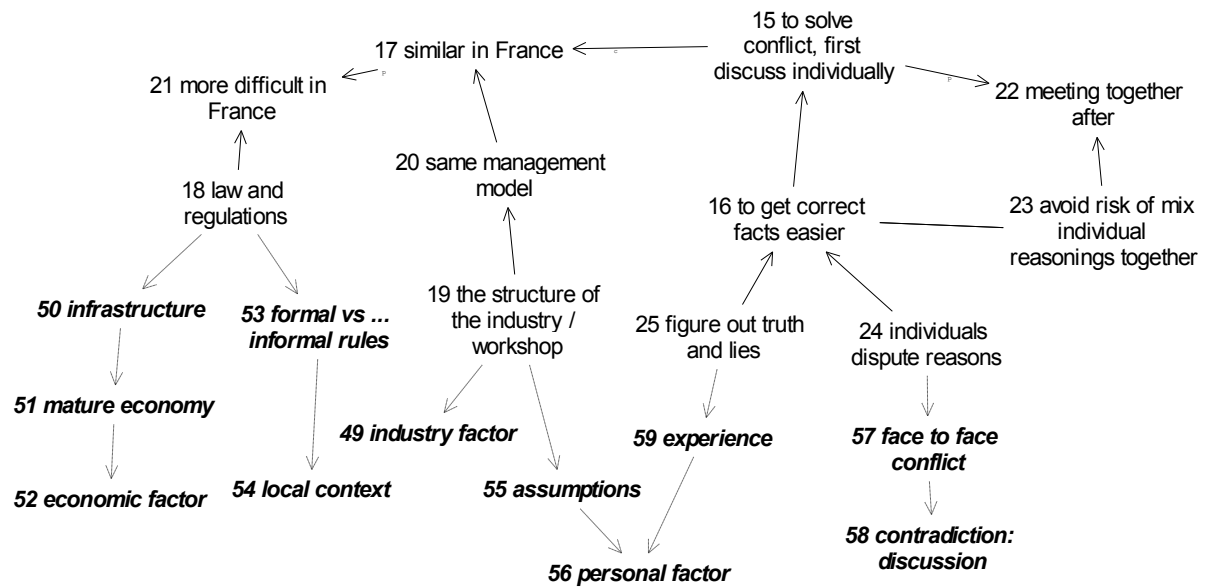 15 to solve
conflict, first
discuss individually
17 similar in France
21 more difficult in
France
22 meeting together
after
20 same management
model
18 law and
regulations
16 to get correct
facts easier
23 avoid risk of mix
individual
reasonings together
50 infrastructure
53 formal vs ...
informal rules
19 the structure of
the industry /
workshop
25 figure out truth
and lies
24 individuals
dispute reasons
51 mature economy
49 industry factor
59 experience
57 face to face
conflict
52 economic factor
54 local context
55 assumptions
58 contradiction:
discussion
56 personal factor